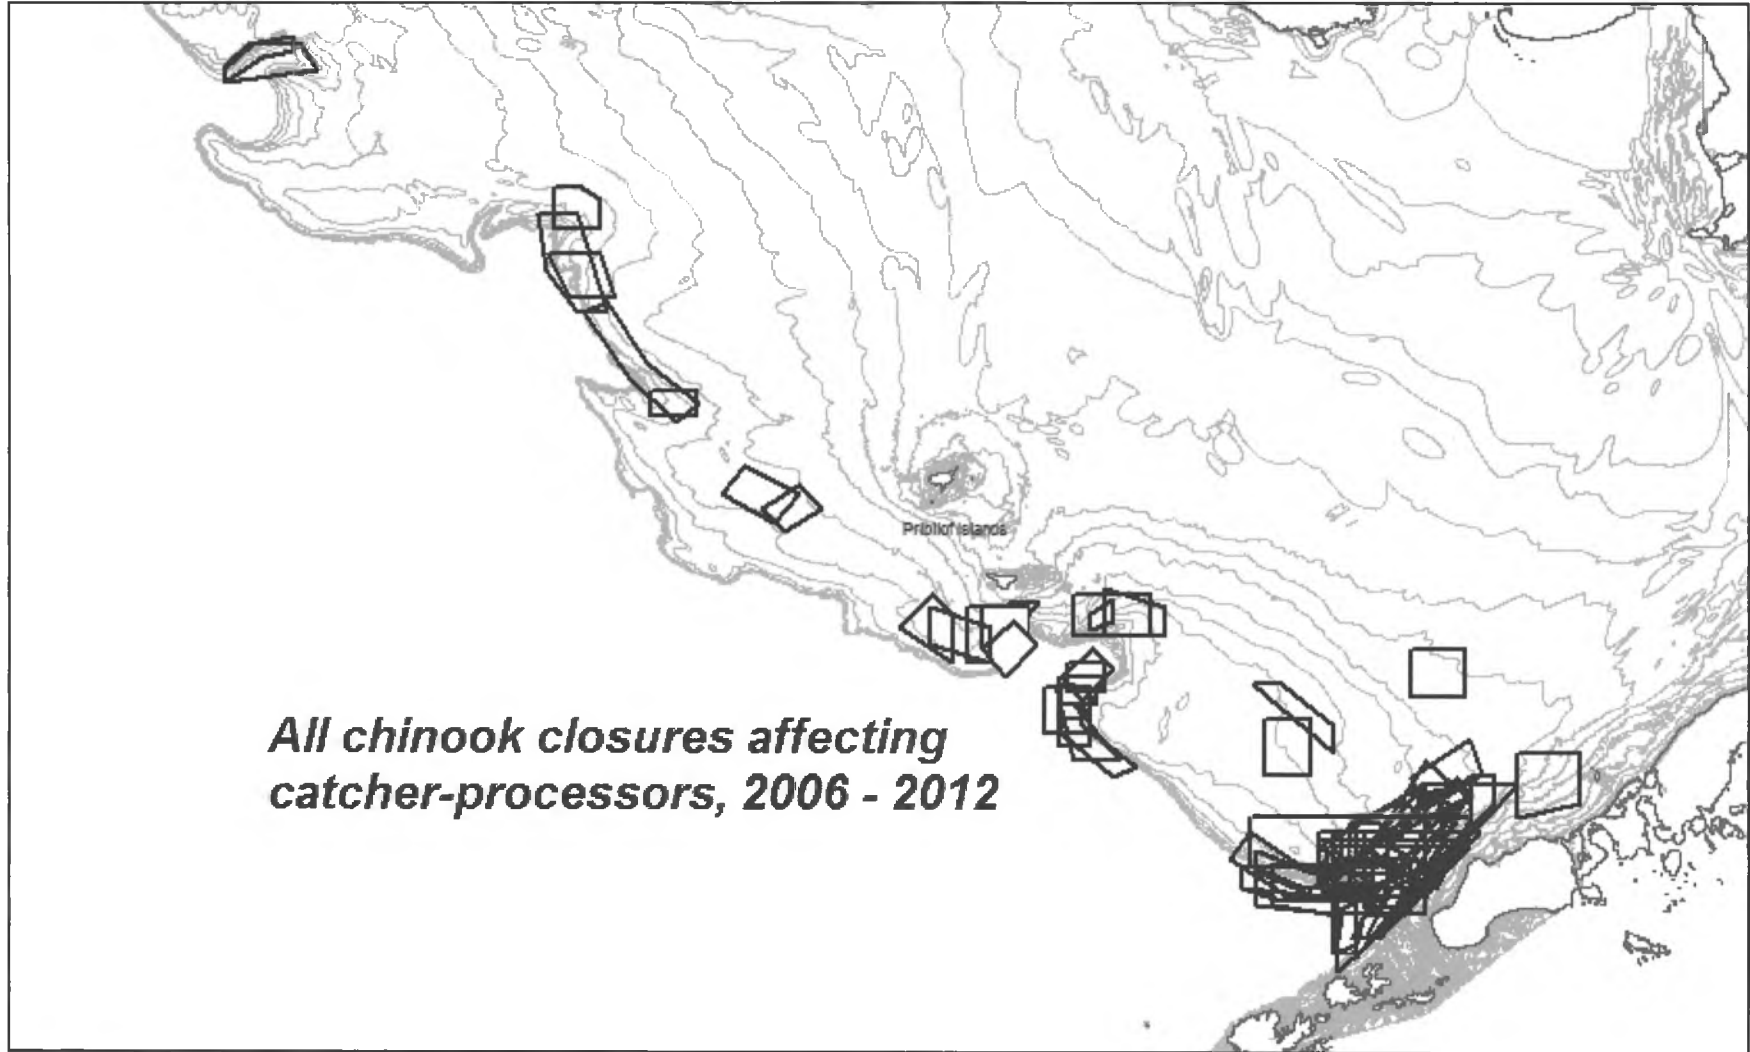 Pribilof Islands
All chinook closures affecting
catcher-processors, 2006 - 2012